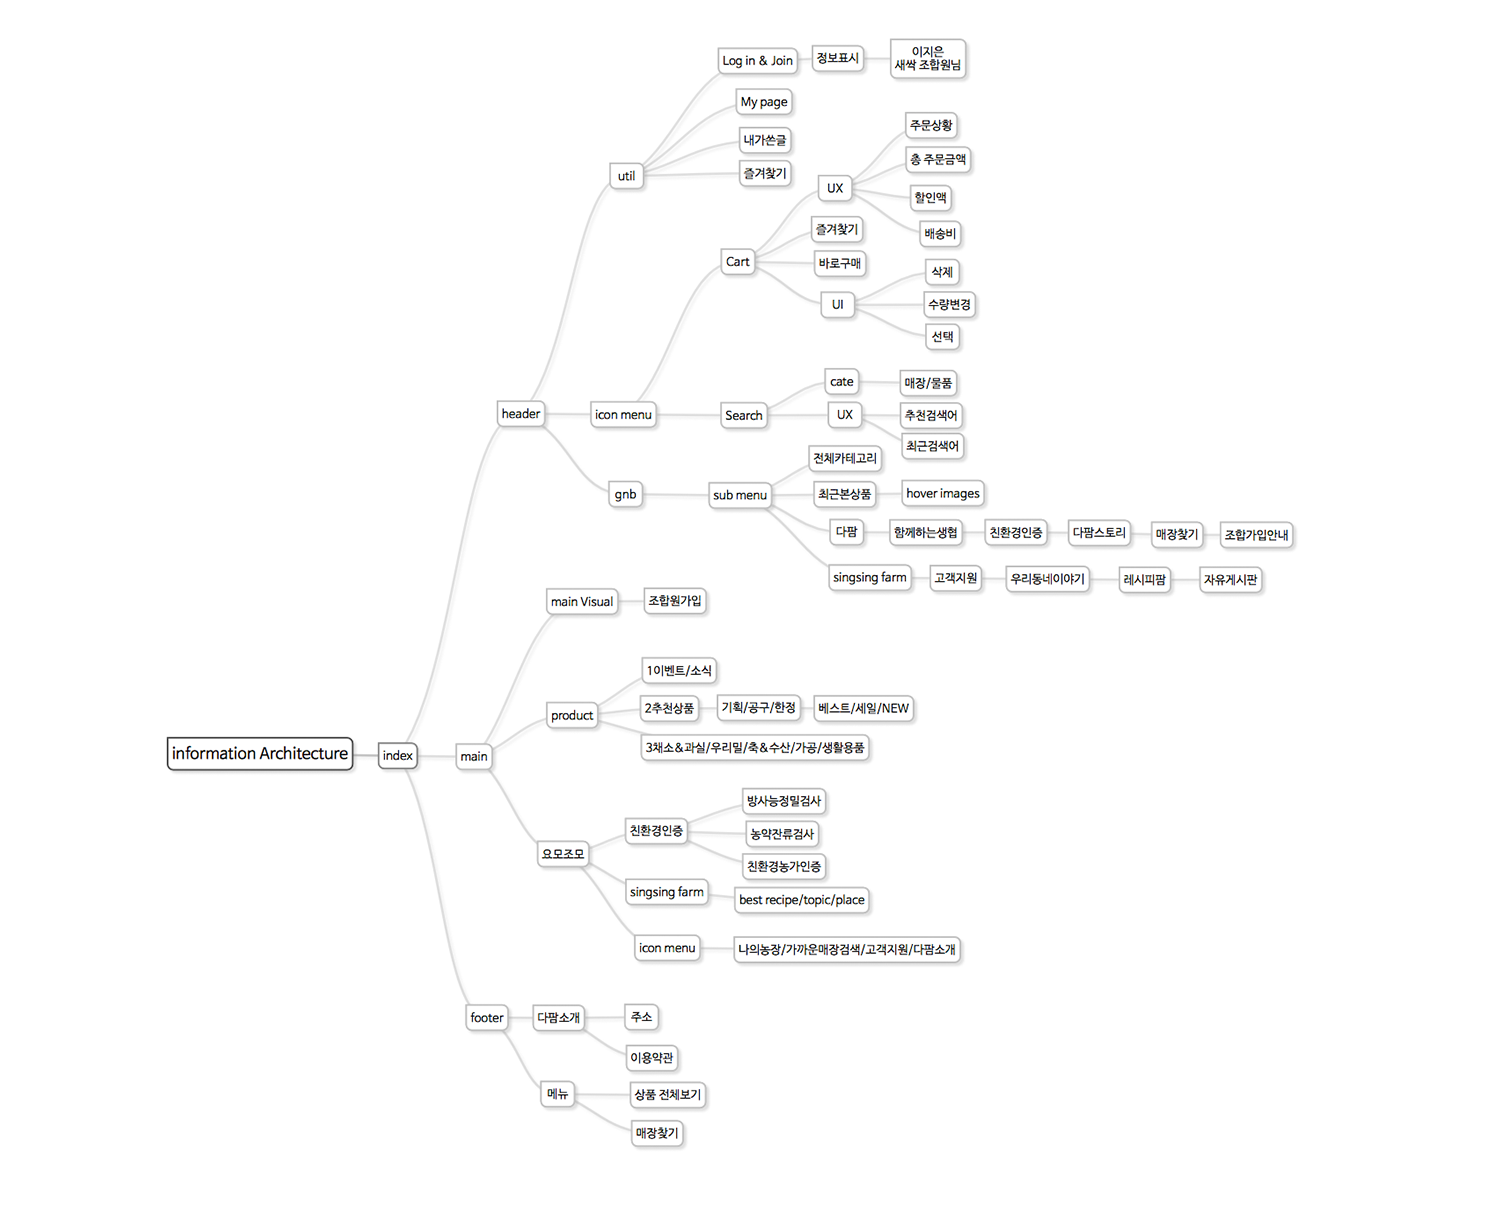 Log in & Join
정보표시
이지은
새싹 조합원님
My page
내가쓴글
즐겨찾기
util
주문상황
총 주문금액
할인액
배송비
UX
즐겨찾기
바로구매
Cart
UI
삭제
수량변경
선택
header
icon menu
Search
cate
매장/물품
UX
추천검색어
최근검색어
gnb
sub menu
전체카테고리
최근본상품
hover images
다팜
함께하는생협
친환경인증
다팜스토리
매장찾기
조합가입안내
singsing farm
고객지원
우리동네이야기
레시피팜
자유게시판
main Visual
조합원가입
product
1이벤트/소식
2추천상품
기획/공구/한정
베스트/세일/NEW
3채소&과실/우리밀/축&수산/가공/생활용품
information Architecture
index
main
요모조모
친환경인증
방사능정밀검사
농약잔류검사
친환경농가인증
singsing farm
best recipe/topic/place
icon menu
나의농장/가까운매장검색/고객지원/다팜소개
footer
다팜소개
주소
이용약관
메뉴
상품 전체보기
매장찾기